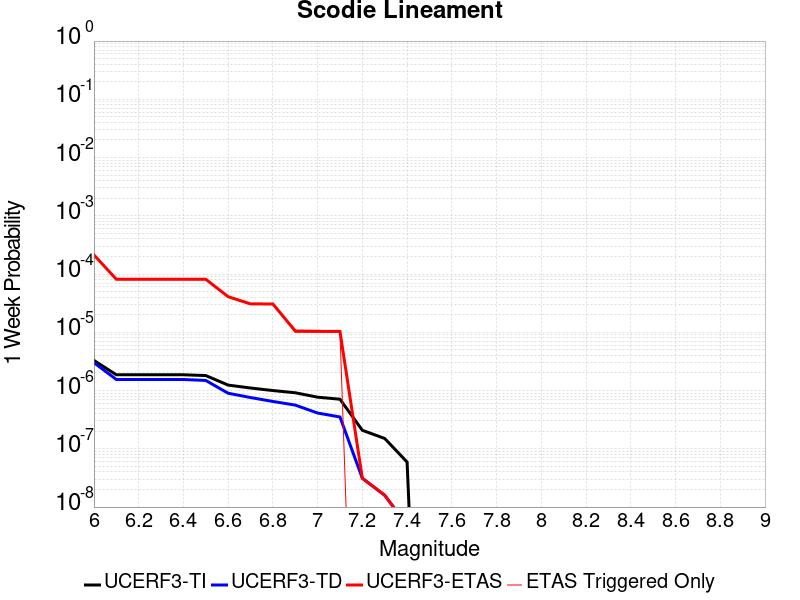 Scodie Lineament
10^0
10^-1
10^-2
10^-3
10^-4
10^-5
10^-6
10^-7
10^-8
1 Week Probability
6 6.2 6.4 6.6 6.8 7 7.2 7.4 7.6 7.8 8 8.2 8.4 8.6 8.8 9
Magnitude
UCERF3-TI UCERF3-TD UCERF3-ETAS ETAS Triggered Only